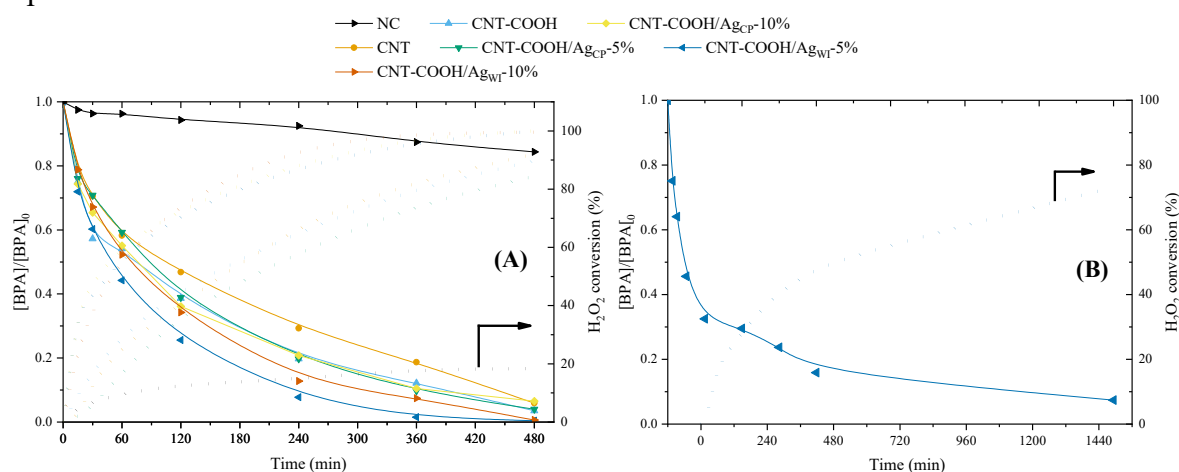 NC CNT-COOH CNT-COOH/AgCP-10%
CNT CNT-COOH/AgCP-5% CNT-COOH/AgWI-5%
CNT-COOH/AgWI-10%
1.0
0.8
0.6
0.4
0.2
0.0
[BPA]/[BPA]0
0 60 120 180 240 300 360 420 480
Time (min)
100
80
60
40
20
0
H2O2 conversion (%)
(A)
1.0
0.8
0.6
0.4
0.2
0.0
[BPA]/[BPA[0
0 240 480 720 960 1200 1440
Time (min)
100
80
60
40
20
0
H2O2 conversion (%)
(B)